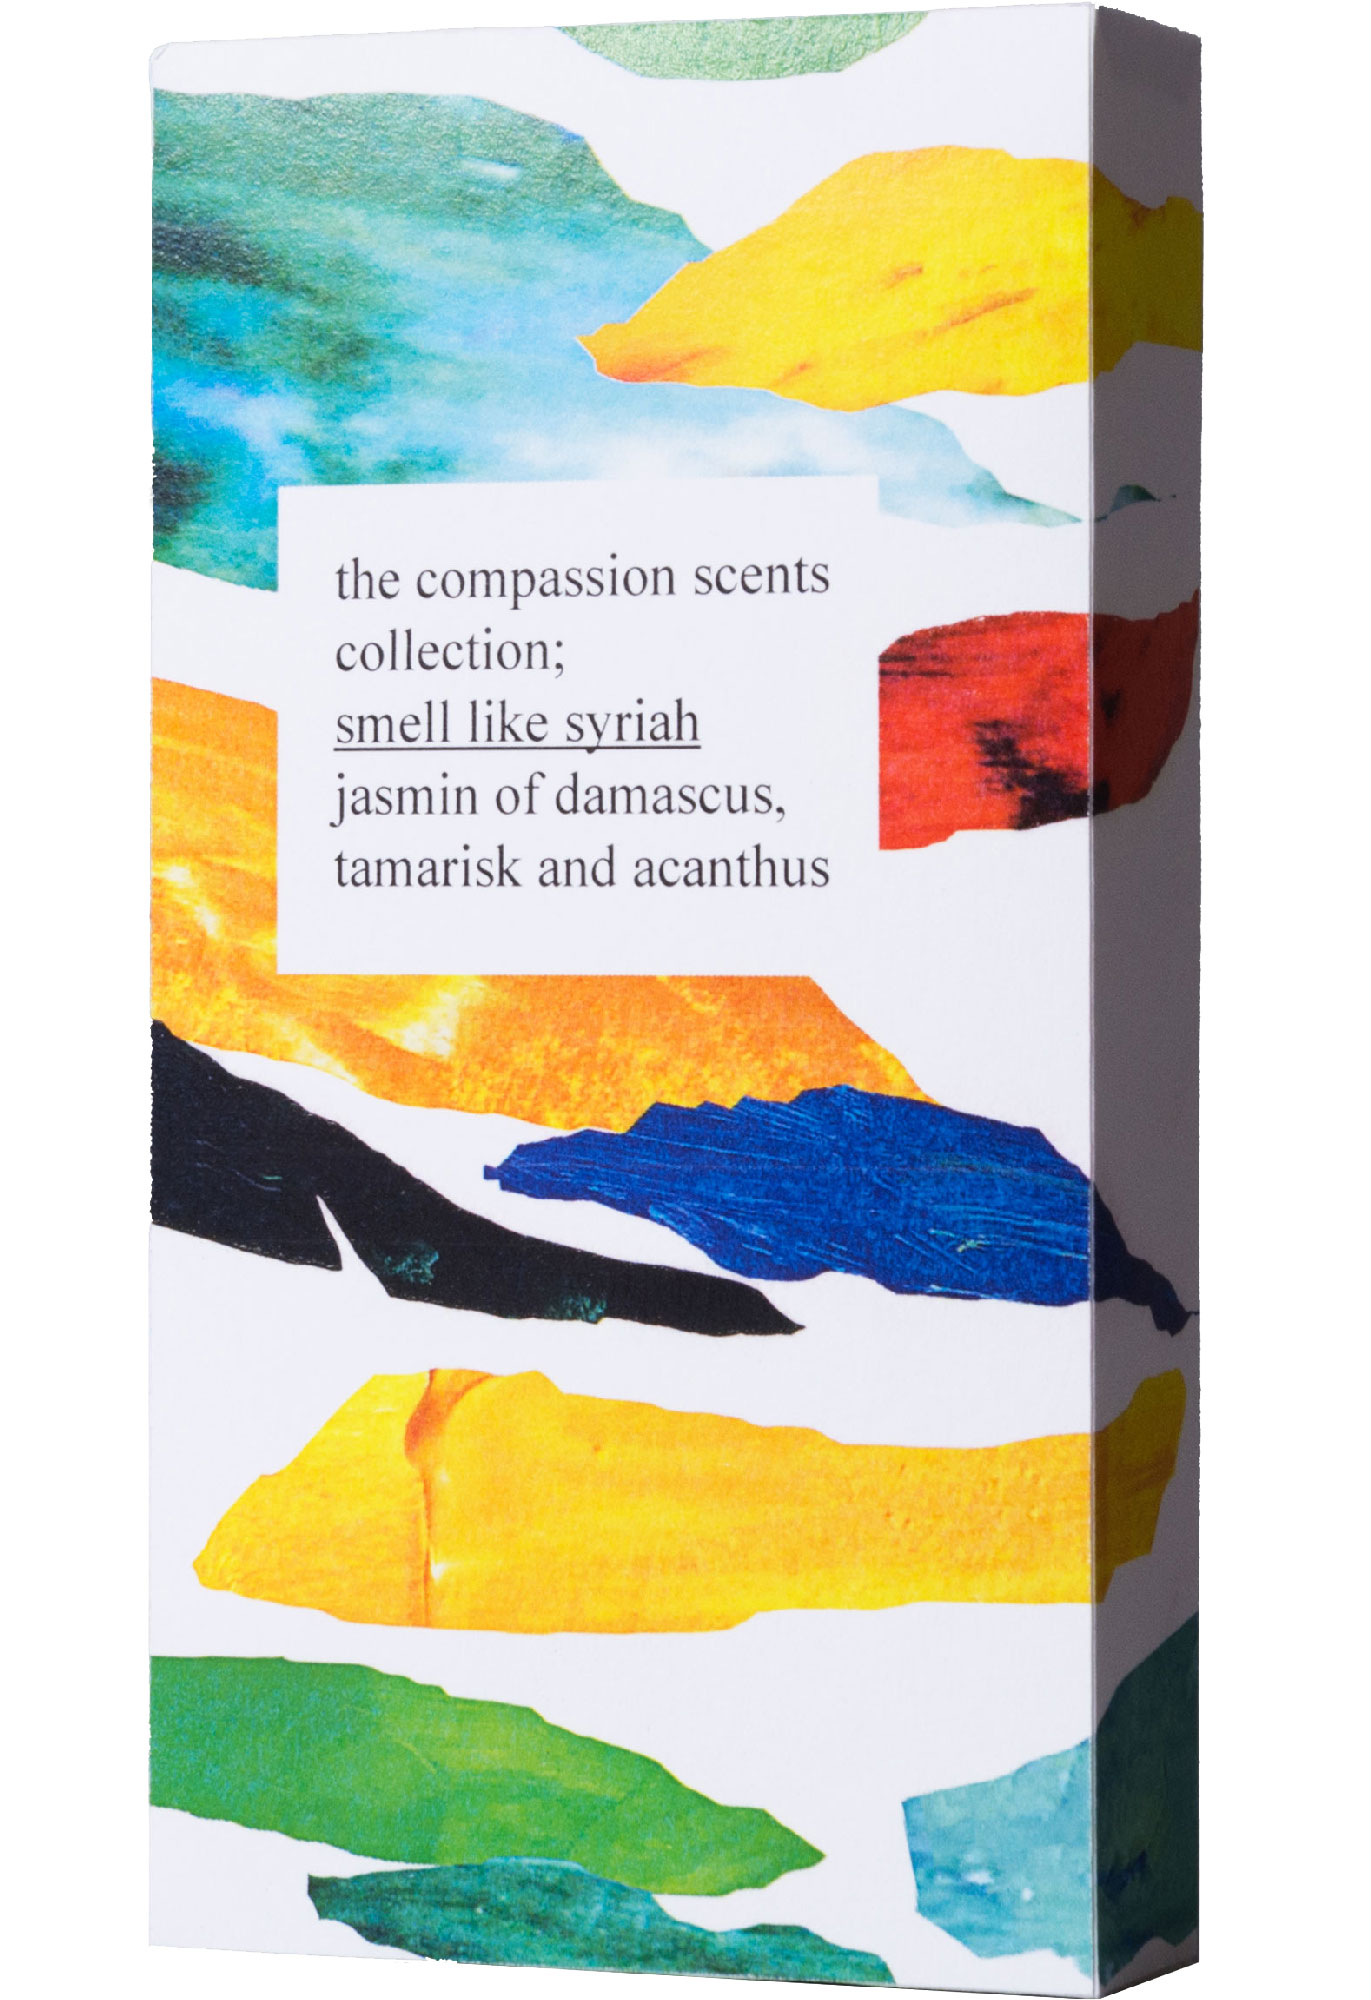 the compassion scents
collection;
smell like syriah
jasmin of damascus,
tamarisk and acanthus